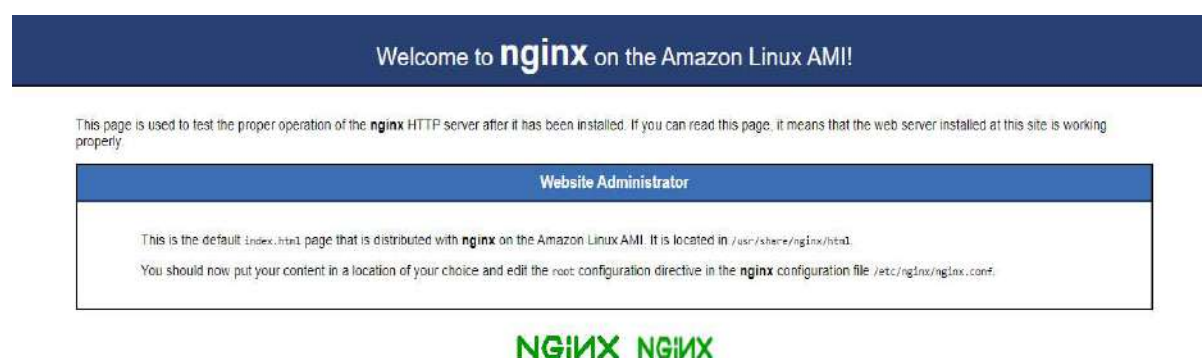 Welcome to nginx on the Amazon Linux AMI!
This page is used to test the proper operation of the nginx HTTP server after it has been installed. If you can read this page, it means that the web server installed at this site is working
properly.
Website Administrator
This is the default index.html page that is distributed with nginx on the Amazon Linux AMI. It is located in /usr/share/nginx/html.
You should now put your content in a location of your choice and edit the root configuration directive in the nginx configuration file /etc/nginx/nginx.conf.
NGiNX NGiNX